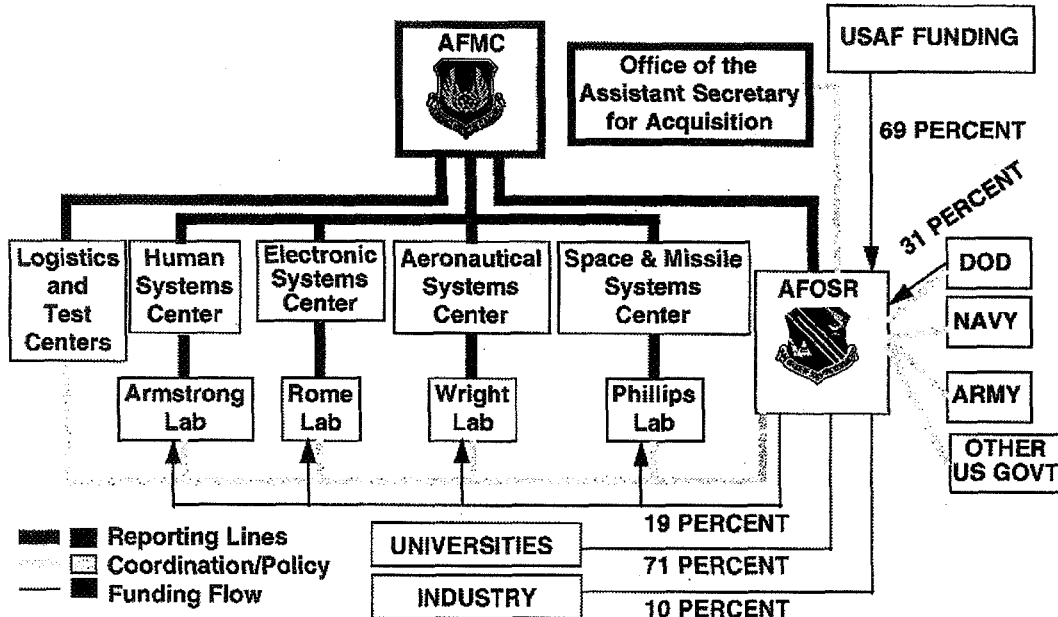 AFMC
Office of the
Assistant Secretary
for Acquisition
USAF FUNDING
69 PERCENT
31 PERCENT
Logistics
and
Test
Centers
Human
Systems
Center
Electronic
Systems
Center
Aeronautical
Systems
Center
Space & Missile
Systems
Center
AFOSR
DOD
NAVY
ARMY
OTHER
US GOVT
Armstrong
Lab
Rome
Lab
Wright
Lab
Phillips
Lab
19 PERCENT
UNIVERSITIES
71 PERCENT
INDUSTRY
10 PERCENT
Reporting Lines
Coordination/Policy
Funding Flow